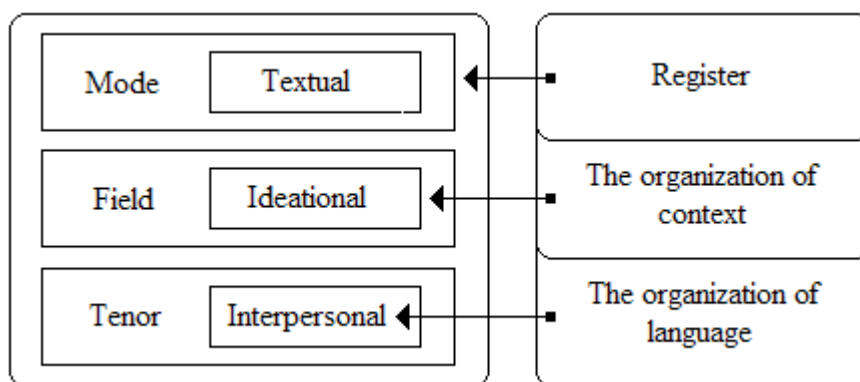 Mode
Textual
Register
Field
Ideational
The organization of
context
Tenor
Interpersonal
The organization of
language